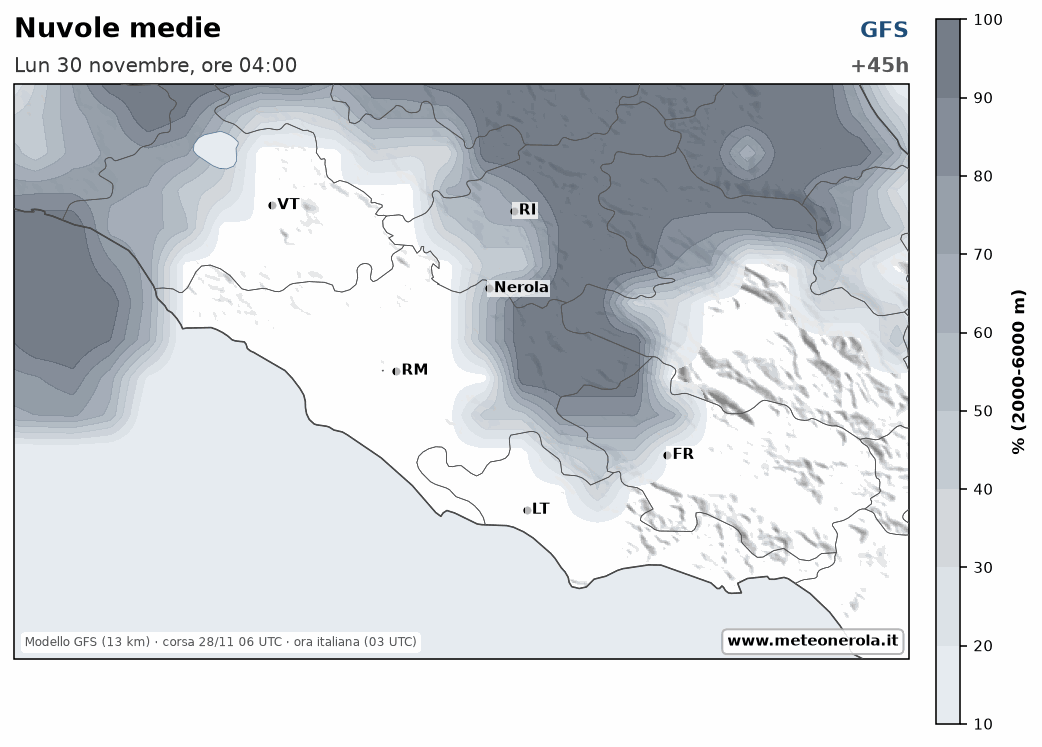 Nuvole medie
GFS
Lun 30 novembre, ore 04:00
+45h
100
90
80
70
60
50
40
30
20
10
% (2000-6000 m)
VT
RI
Nerola
RM
FR
LT
Modello GFS (13 km) · corsa 28/11 06 UTC · ora italiana (03 UTC)
www.meteonerola.it